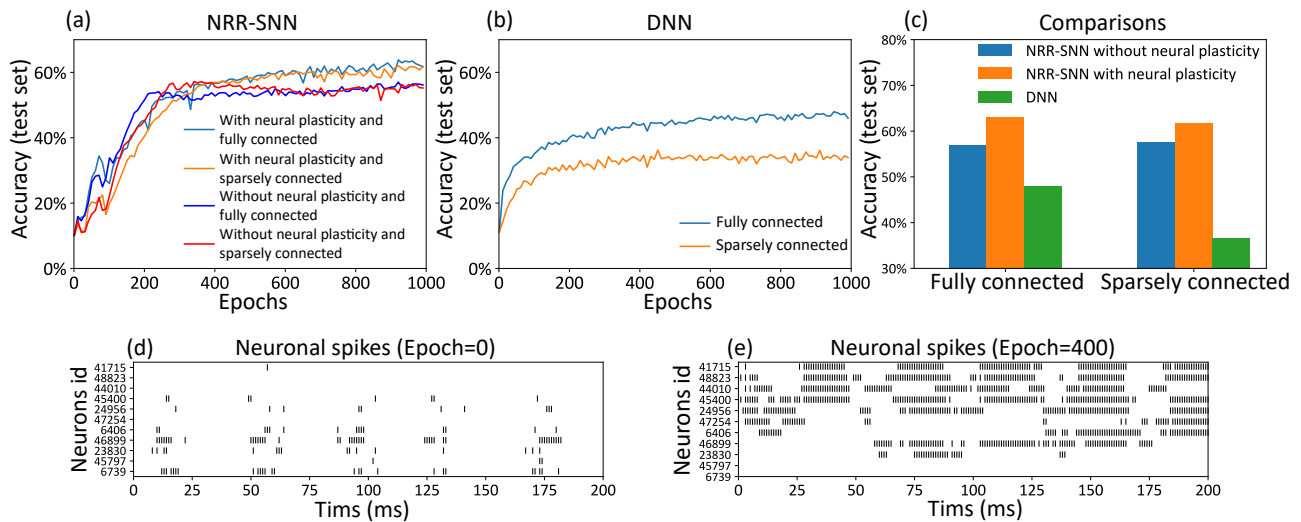 (a)
NRR-SNN
Accuracy (test set)
60%
40%
20%
0%
With neural plasticity and
fully connected
With neural plasticity and
sparsely connected
Without neural plasticity and
fully connected
Without neural plasticity and
sparsely connected
0 200 400 600 800 1000
Epochs
(b)
DNN
Accuracy (test set)
60%
40%
20%
0%
Fully connected
Sparsely connected
0 200 400 600 800 1000
Epochs
(c)
Comparisons
Accuracy (test set)
80%
70%
60%
50%
40%
30%
NRR-SNN without neural plasticity
NRR-SNN with neural plasticity
DNN
Fully connected
Sparsely connected
(d)
Neuronal spikes (Epoch=0)
Neurons id
41715
48823
44010
45400
24956
47254
6406
46899
23830
45797
6739
0 25 50 75 100 125 150 175 200
Tims (ms)
(e)
Neuronal spikes (Epoch=400)
Neurons id
41715
48823
44010
45400
24956
47254
6406
46899
23830
45797
6739
0 25 50 75 100 125 150 175 200
Tims (ms)